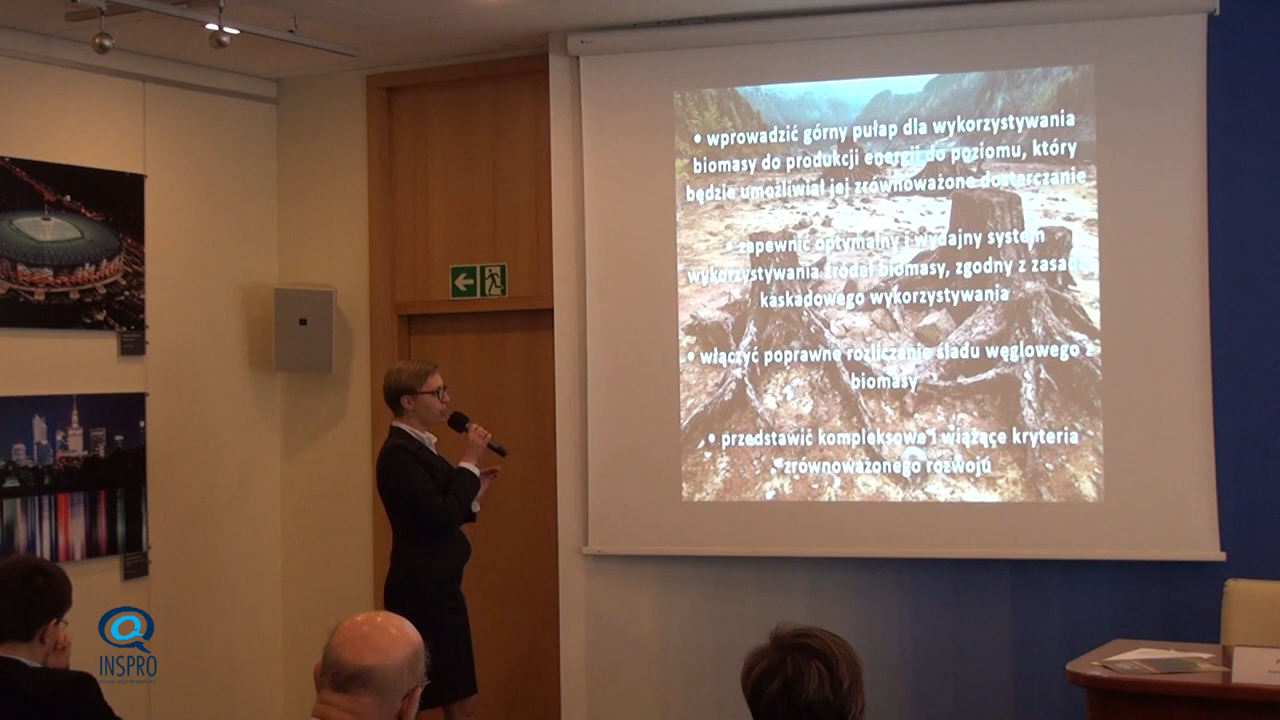 • wprowadzić górny pułap dla wykorzystywania
biomasy do produkcji energii do poziomu, który
będzie umożliwiał jej zrównoważone dostarczanie
• zapewnić optymalny i wydajny system
wykorzystywania źródeł biomasy, zgodny z zasadą
kaskadowego wykorzystywania
• włączyć poprawne rozliczanie śladu węglowego z
biomasy
• przedstawić kompleksowe i wiążące kryteria
zrównoważonego rozwoju
INSPRO